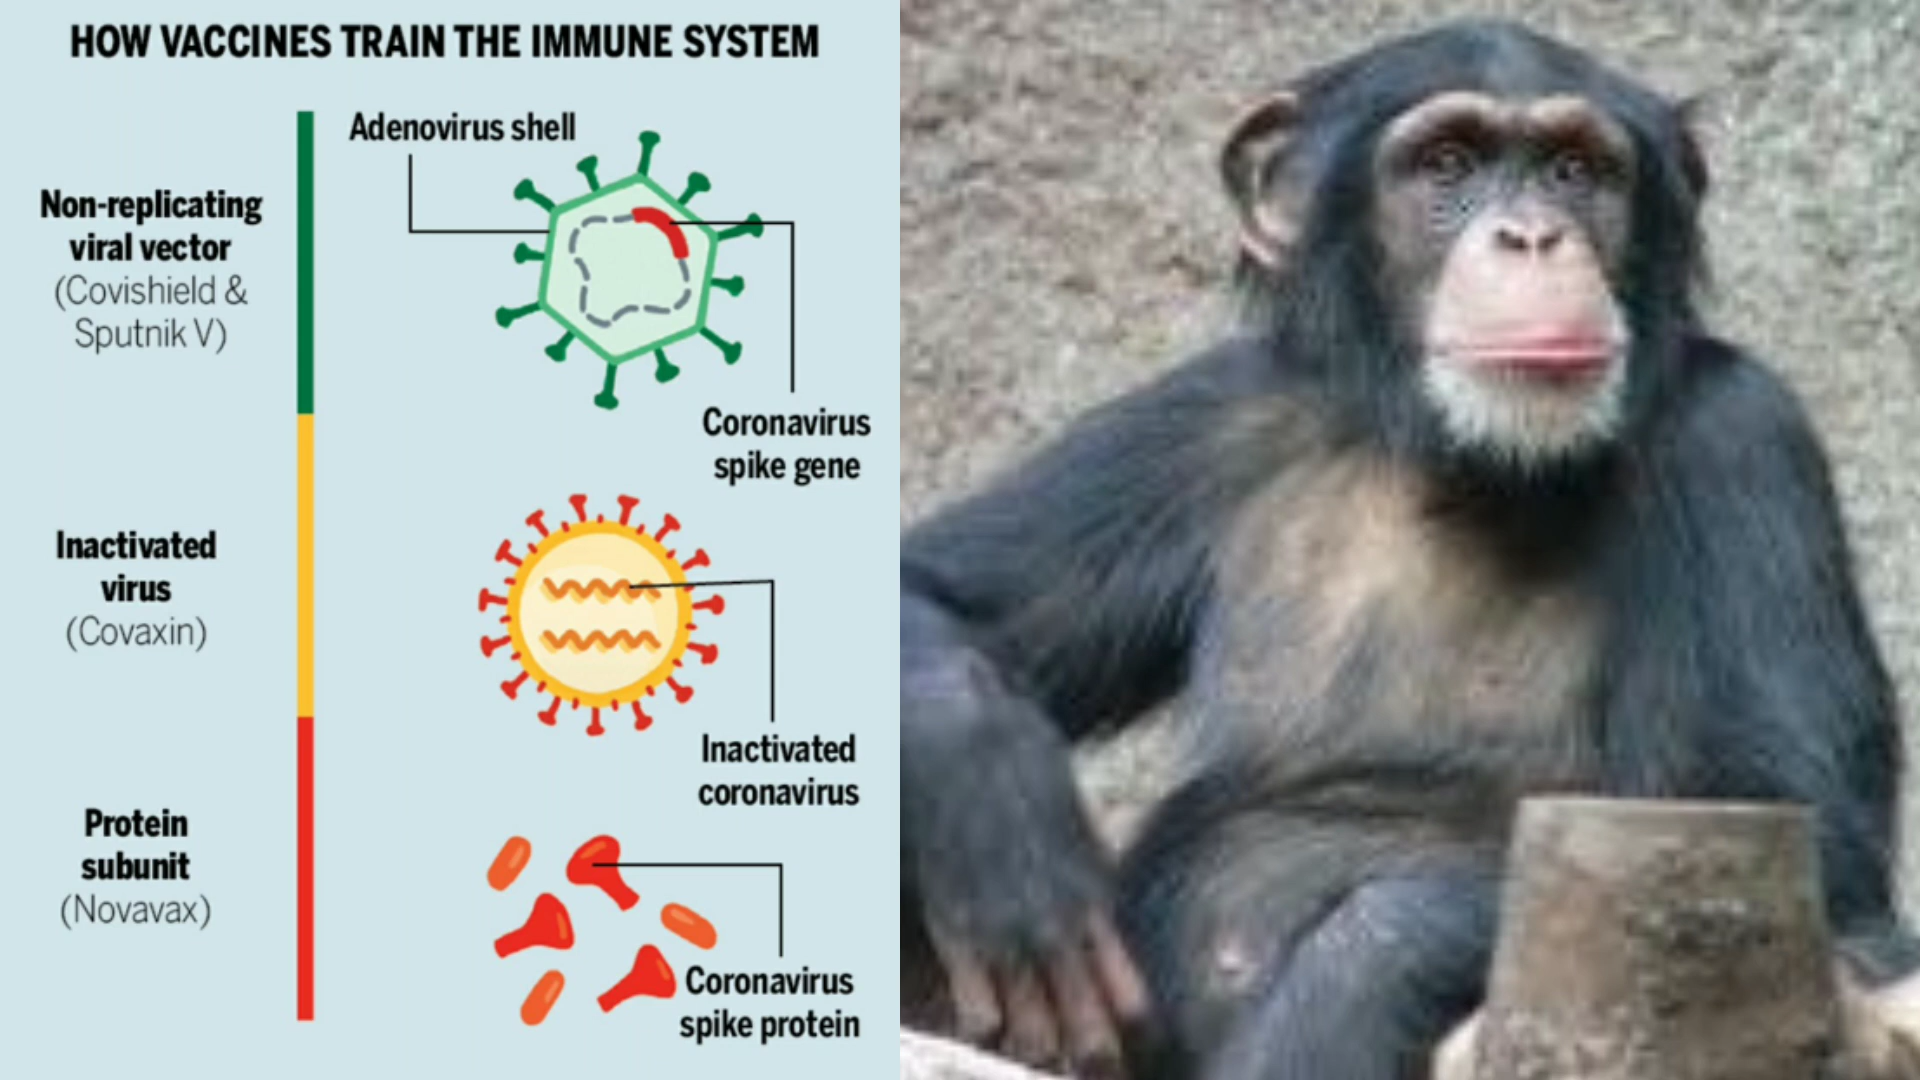 HOW VACCINES TRAIN THE IMMUNE SYSTEM
Adenovirus shell
Non-replicating
viral vector
(Covishield &
Sputnik V)
Coronavirus
spike gene
Inactivated
virus
(Covaxin)
Inactivated
coronavirus
Protein
subunit
(Novavax)
Coronavirus
spike protein